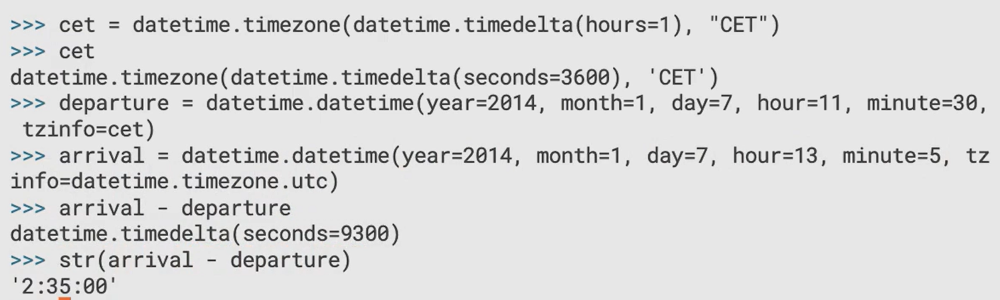 >>> cet = datetime.timezone(datetime.timedelta(hours=1), "CET")
>>> cet
datetime.timezone(datetime.timedelta(seconds=3600), 'CET')
>>> departure = datetime.datetime(year=2014, month=1, day=7, hour=11, minute=30,
 tzinfo=cet)
>>> arrival = datetime.datetime(year=2014, month=1, day=7, hour=13, minute=5, tz
info=datetime.timezone.utc)
>>> arrival - departure
datetime.timedelta(seconds=9300)
>>> str(arrival - departure)
'2:35:00'